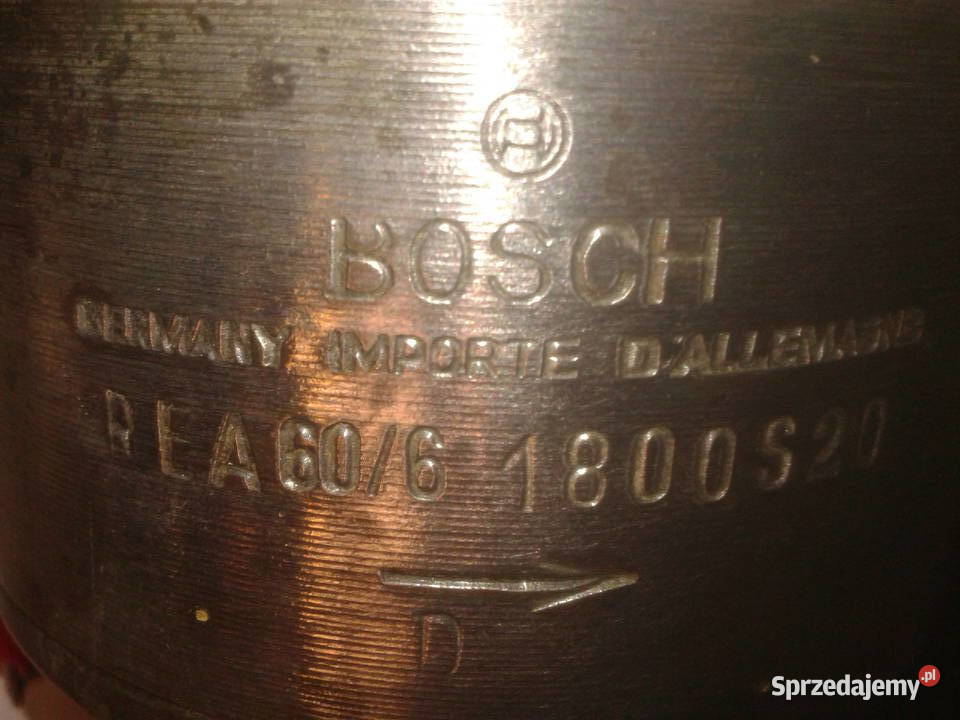 BOSCH
GERMANY IMPORTE D'ALLEMAGNE
REA60/6 1800S20
D
Sprzedajemy.pl